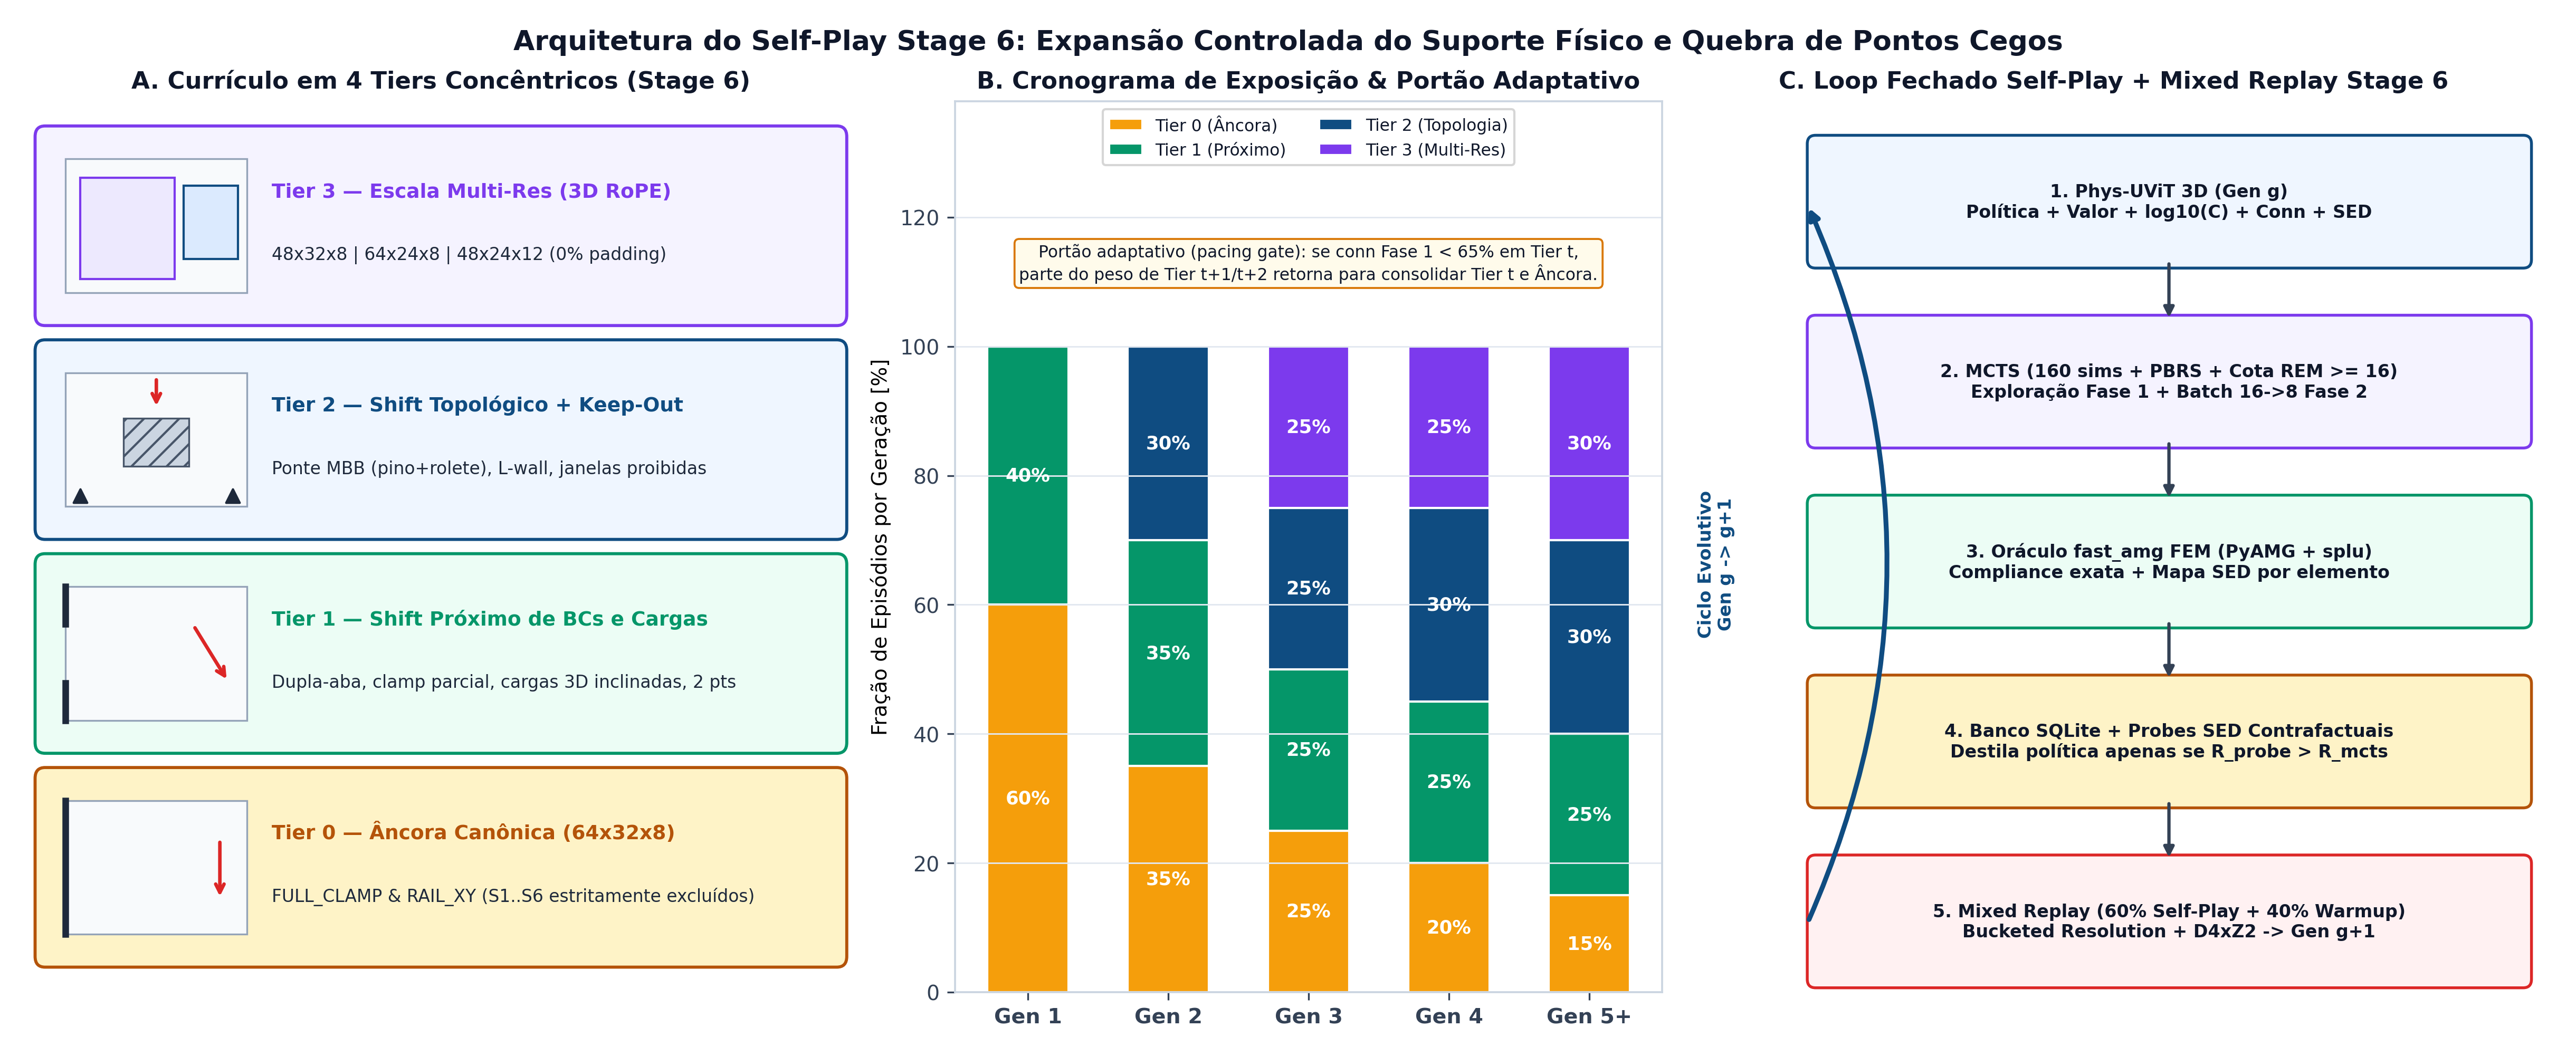 Arquitetura do Self-Play Stage 6: Expansão Controlada do Suporte Físico e Quebra de Pontos Cegos
A. Currículo em 4 Tiers Concêntricos (Stage 6)
Tier 3 — Escala Multi-Res (3D RoPE)
48x32x8 | 64x24x8 | 48x24x12 (0% padding)
Tier 2 — Shift Topológico + Keep-Out
Ponte MBB (pino+rolete), L-wall, janelas proibidas
Tier 1 — Shift Próximo de BCs e Cargas
Dupla-aba, clamp parcial, cargas 3D inclinadas, 2 pts
Tier 0 — Âncora Canônica (64x32x8)
FULL_CLAMP & RAIL_XY (S1..S6 estritamente excluídos)
B. Cronograma de Exposição & Portão Adaptativo
Tier 0 (Âncora)
Tier 1 (Próximo)
Tier 2 (Topologia)
Tier 3 (Multi-Res)
Portão adaptativo (pacing gate): se conn Fase 1 < 65% em Tier t,
parte do peso de Tier t+1/t+2 retorna para consolidar Tier t e Âncora.
Fração de Episódios por Geração [%]
120
100
80
60
40
20
0
40%
60%
30%
35%
35%
25%
25%
25%
25%
25%
30%
25%
20%
30%
30%
25%
15%
Gen 1
Gen 2
Gen 3
Gen 4
Gen 5+
C. Loop Fechado Self-Play + Mixed Replay Stage 6
Ciclo Evolutivo
Gen g -> g+1
1. Phys-UViT 3D (Gen g)
Política + Valor + log10(C) + Conn + SED
2. MCTS (160 sims + PBRS + Cota REM >= 16)
Exploração Fase 1 + Batch 16->8 Fase 2
3. Oráculo fast_amg FEM (PyAMG + splu)
Compliance exata + Mapa SED por elemento
4. Banco SQLite + Probes SED Contrafactuais
Destila política apenas se R_probe > R_mcts
5. Mixed Replay (60% Self-Play + 40% Warmup)
Bucketed Resolution + D4xZ2 -> Gen g+1